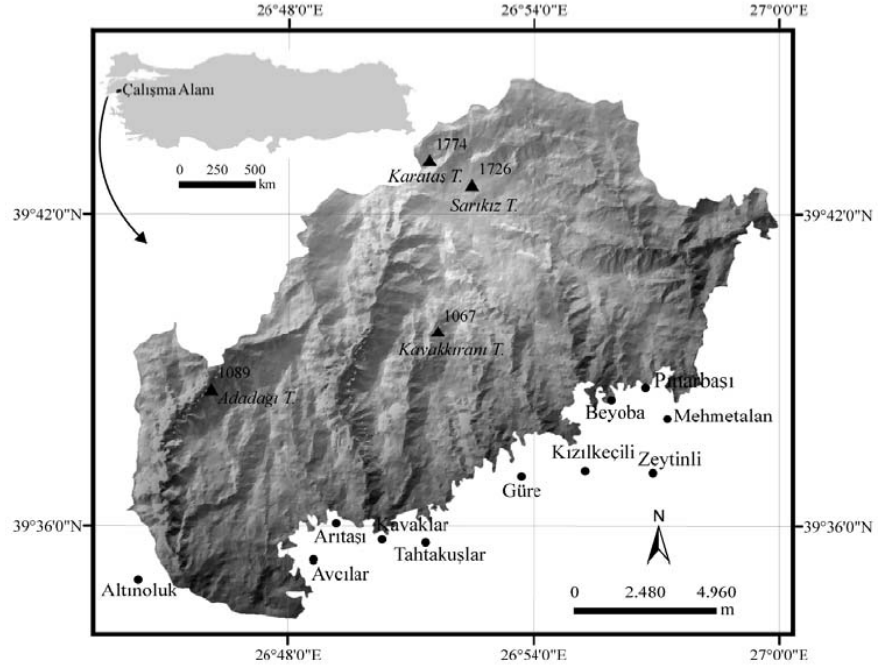 26°48'0"E 26°54'0"E 27°0'0"E
Çalışma Alanı
0 250 500
km
1774
Karataş T.
1726
Sarıkız T.
39°42'0"N 39°42'0"N
1067
Kavakkıranı T.
1089
Adadağı T.
Pınarbaşı
Beyoba
Mehmetalan
Kızılkeçili
Zeytinli
Güre
39°36'0"N 39°36'0"N
N
Arıtaşı
Kavaklar
Tahtakuşlar
Avcılar
Altınoluk
0 2.480 4.960
m
26°48'0"E 26°54'0"E 27°0'0"E